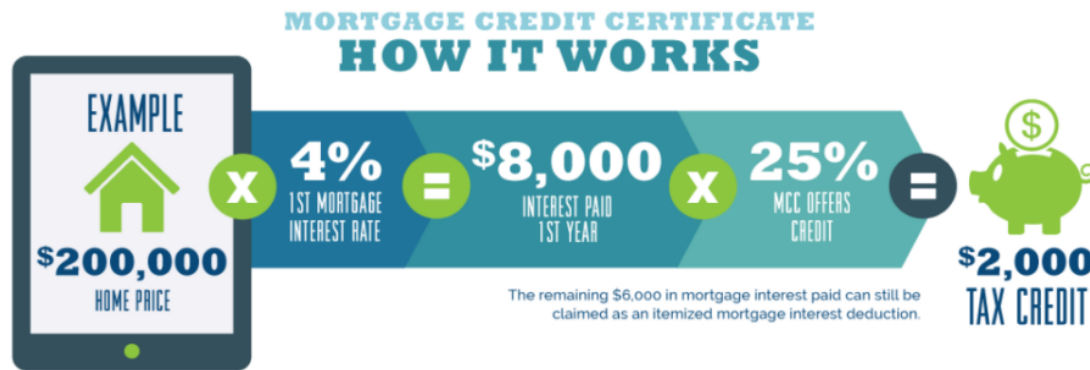 MORTGAGE CREDIT CERTIFICATE
HOW IT WORKS
EXAMPLE
$200,000
HOME PRICE
X
4%
1ST MORTGAGE
INTEREST RATE
=
$8,000
INTEREST PAID
1ST YEAR
X
25%
MCC OFFERS
CREDIT
=
$
$2,000
TAX CREDIT
The remaining $6,000 in mortgage interest paid can still be
claimed as an itemized mortgage interest deduction.